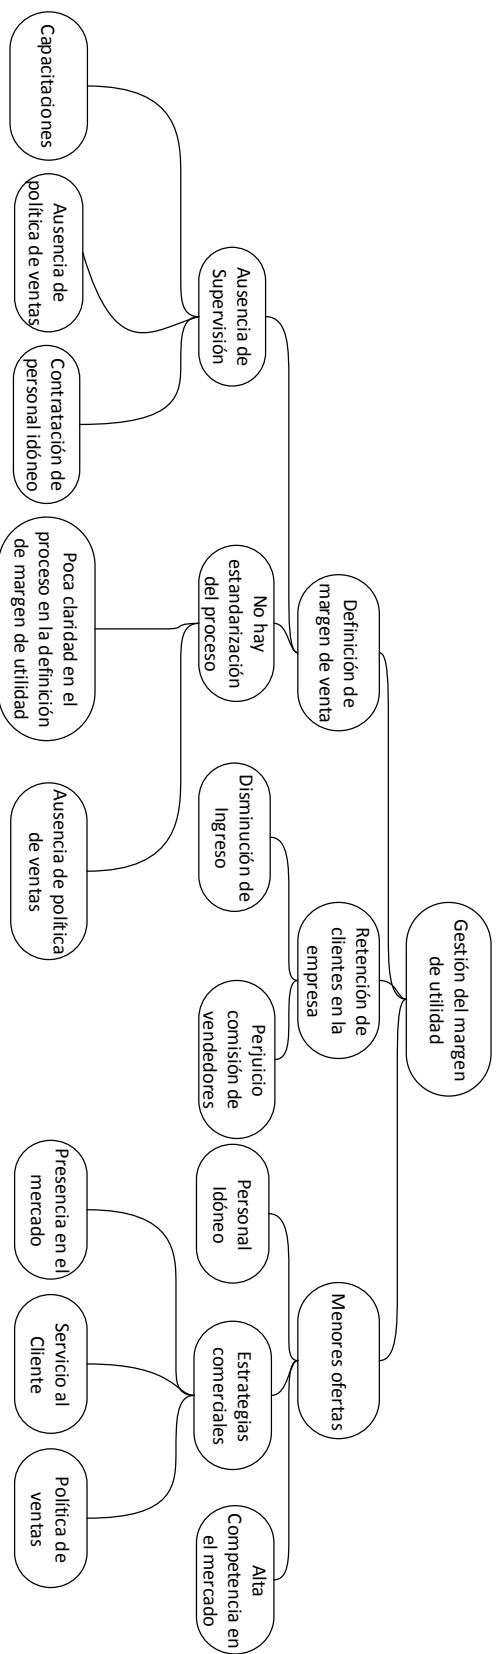 Gestión del margen
de utilidad
Definición de
margen de venta
Retención de
clientes en la
empresa
Menores ofertas
Ausencia de
Supervisión
No hay
estandarización
del proceso
Disminución de
Ingreso
Perjuicio
comisión de
vendedores
Personal
Idóneo
Estrategias
comerciales
Alta
Competencia en
el mercado
Capacitaciones
Ausencia de
política de ventas
Contratación de
personal idóneo
Poca claridad en el
proceso en la definición
de margen de utilidad
Ausencia de política
de ventas
Presencia en el
mercado
Servicio al
Cliente
Política de
ventas